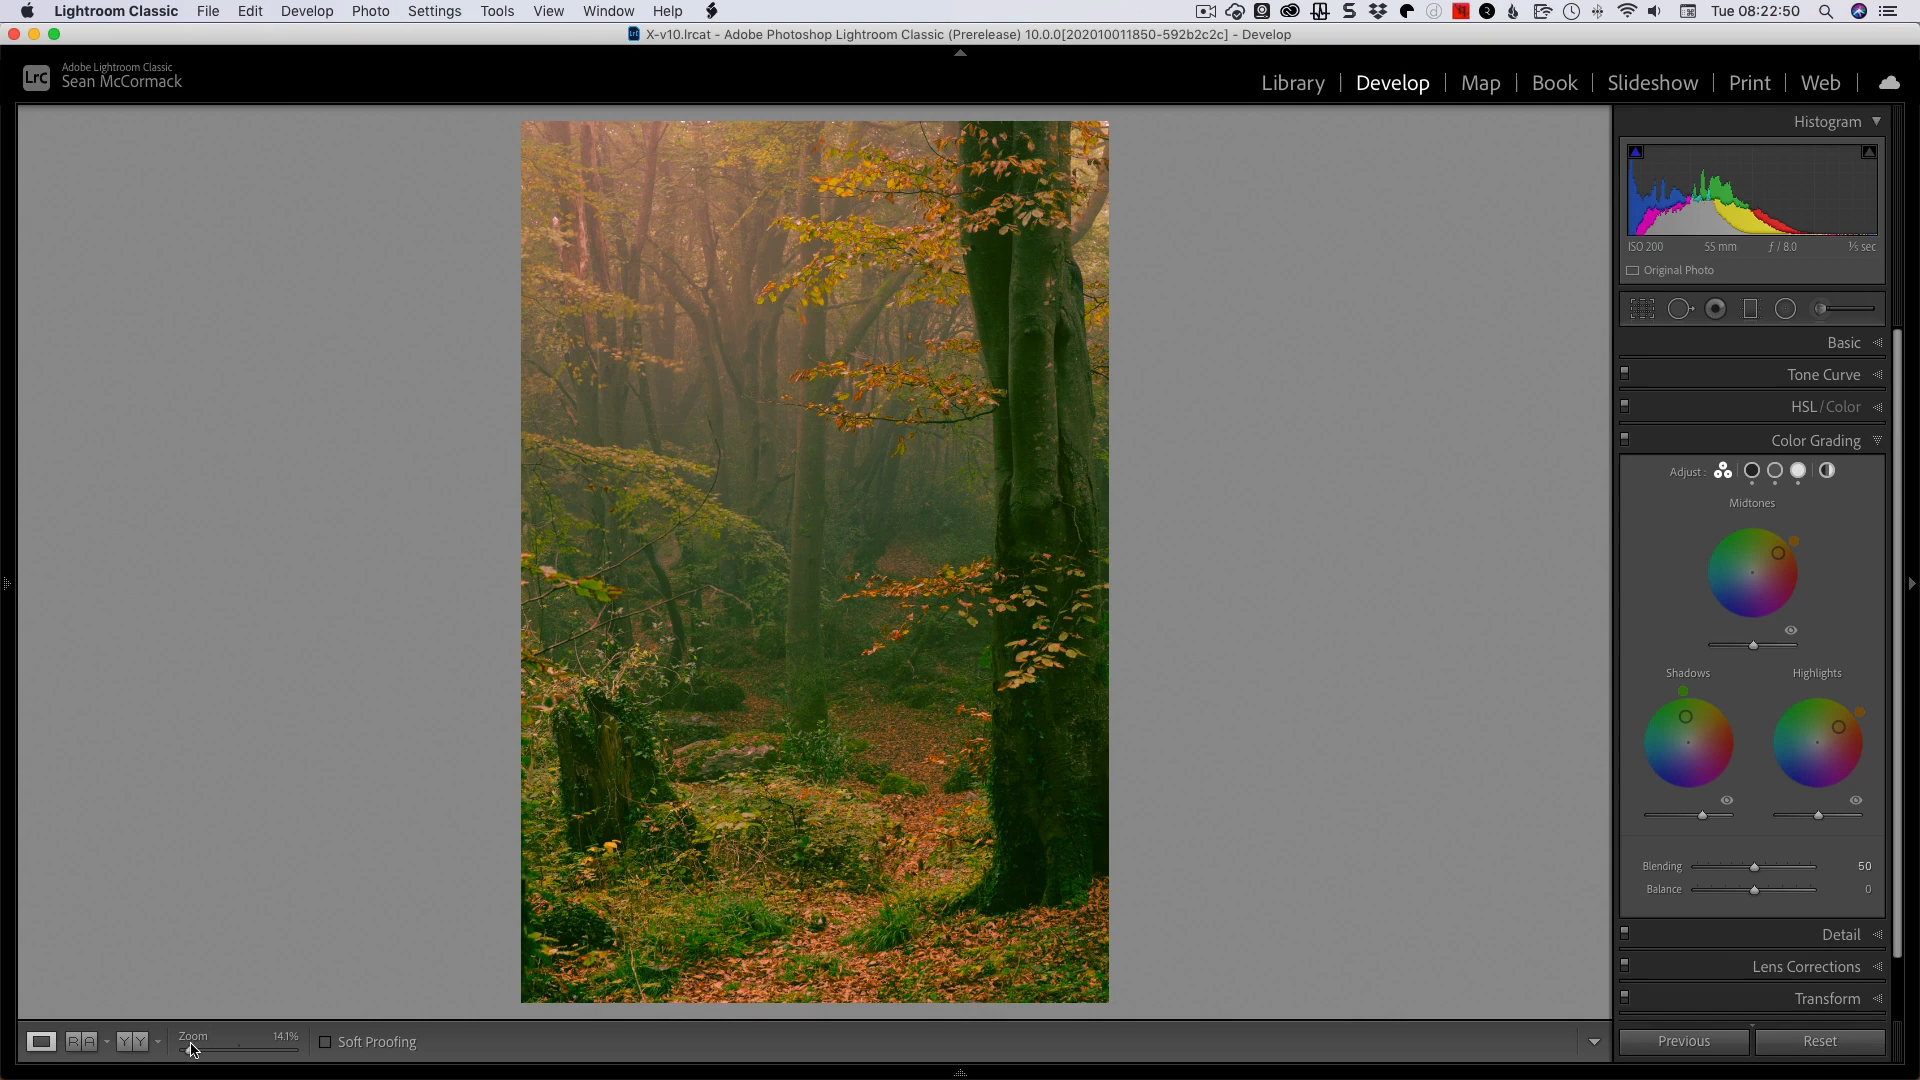 Lightroom Classic File Edit Develop Photo Settings Tools View Window Help Tue 08:22:50
X-v10.lrcat - Adobe Photoshop Lightroom Classic (Prerelease) 10.0.0[202010011850-592b2c2c] - Develop
LrC
Adobe Lightroom Classic
Sean McCormack
Library Develop Map Book Slideshow Print Web
Histogram
ISO 200 55 mm ƒ / 8.0 ⅕ sec
Original Photo
Basic
Tone Curve
HSL / Color
Color Grading
Adjust :
Midtones
Shadows Highlights
Blending 50
Balance 0
Detail
Lens Corrections
Transform
Previous Reset
R A Y Y Zoom 14.1% Soft Proofing